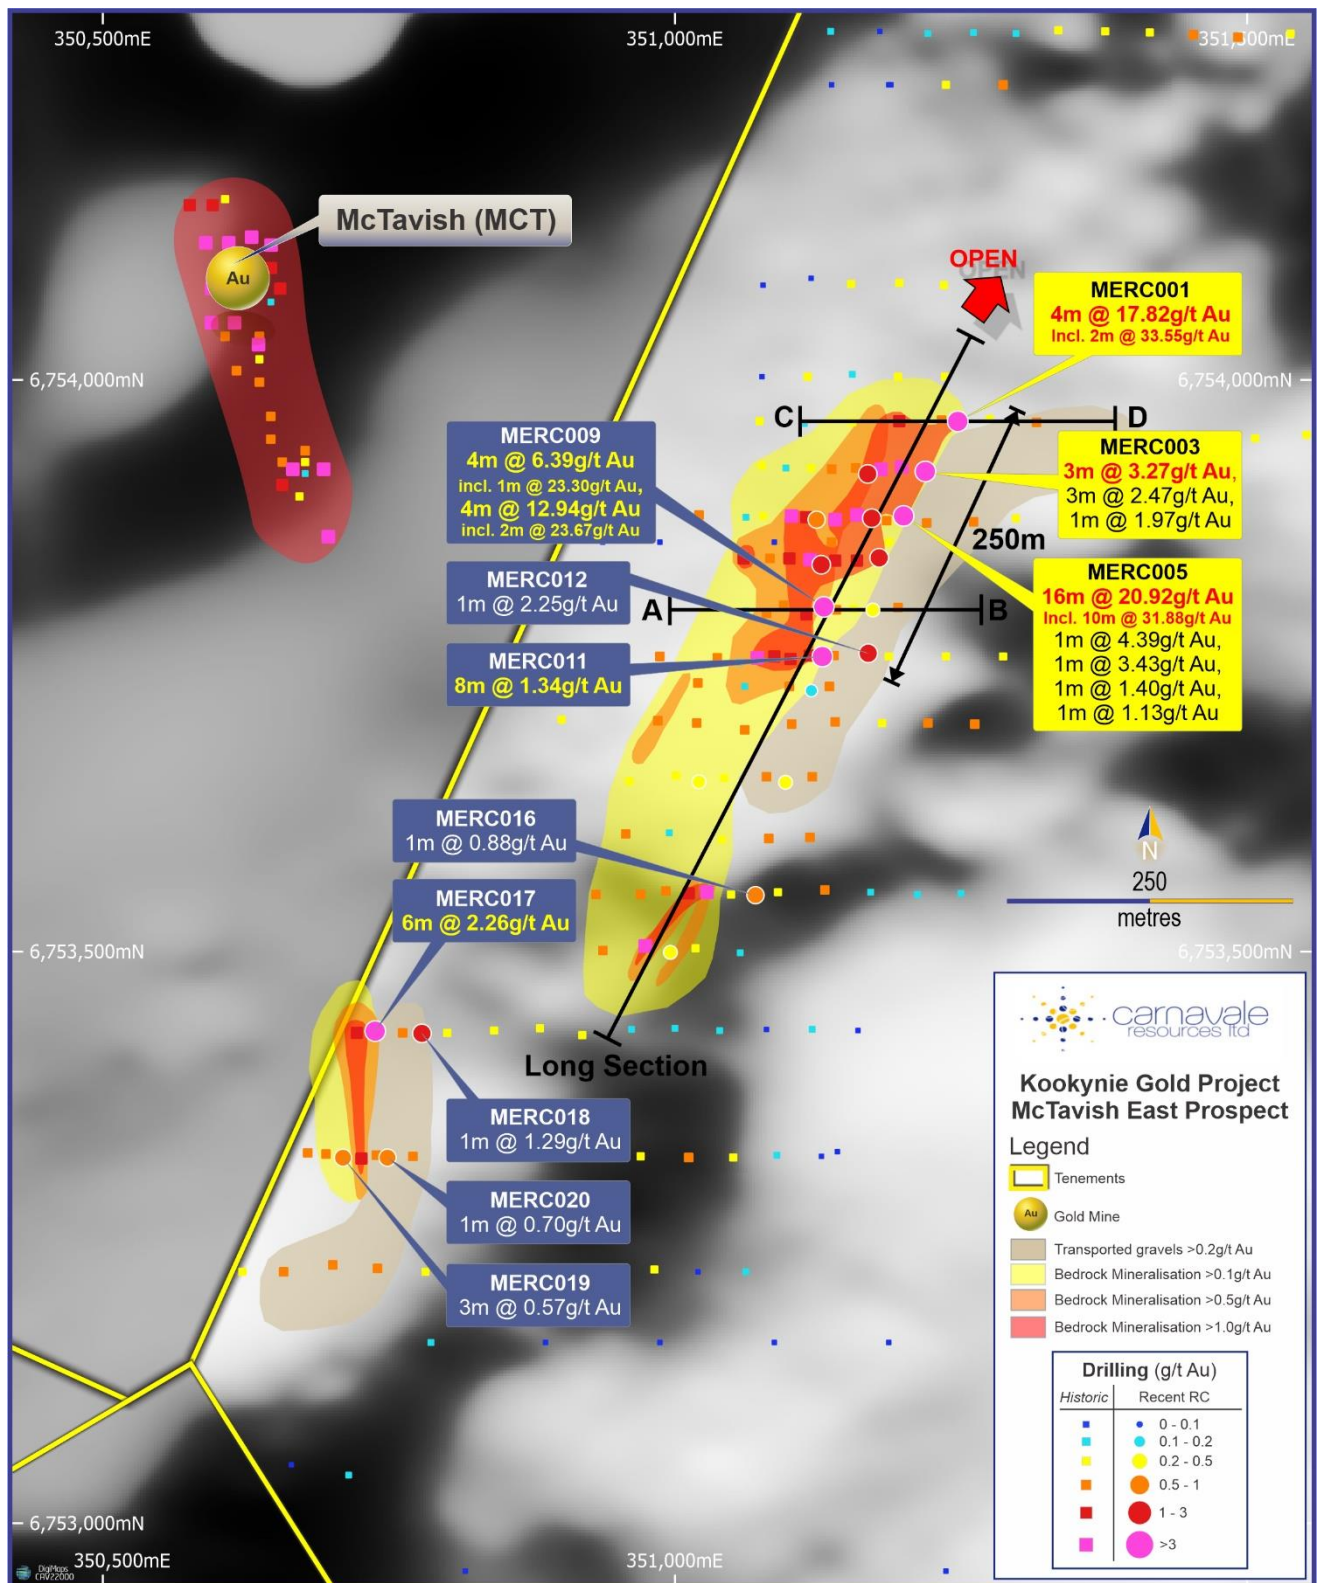 350,500mE
351,000mE
351,500mE
McTavish (MCT)
Au
OPEN
MERC001
4m @ 17.82g/t Au
Incl. 2m @ 33.55g/t Au
6,754,000mN
6,754,000mN
C
D
MERC009
4m @ 6.39g/t Au
incl. 1m @ 23.30g/t Au,
4m @ 12.94g/t Au
incl. 2m @ 23.67g/t Au
MERC003
3m @ 3.27g/t Au,
3m @ 2.47g/t Au,
1m @ 1.97g/t Au
250m
MERC012
1m @ 2.25g/t Au
MERC005
16m @ 20.92g/t Au
Incl. 10m @ 31.88g/t Au
1m @ 4.39g/t Au,
1m @ 3.43g/t Au,
1m @ 1.40g/t Au,
1m @ 1.13g/t Au
A
B
MERC011
8m @ 1.34g/t Au
MERC016
1m @ 0.88g/t Au
N
250
metres
MERC017
6m @ 2.26g/t Au
6,753,500mN
6,753,500mN
Long Section
MERC018
1m @ 1.29g/t Au
MERC020
1m @ 0.70g/t Au
MERC019
3m @ 0.57g/t Au
carnavale
resources ltd
Kookynie Gold Project
McTavish East Prospect
Legend
Tenements
Au
Gold Mine
Transported gravels >0.2g/t Au
Bedrock Mineralisation >0.1g/t Au
Bedrock Mineralisation >0.5g/t Au
Bedrock Mineralisation >1.0g/t Au
Drilling (g/t Au)
Historic
Recent RC
0 - 0.1
0.1 - 0.2
0.2 - 0.5
0.5 - 1
1 - 3
>3
6,753,000mN
350,500mE
351,000mE
DigiMaps
CAV22000